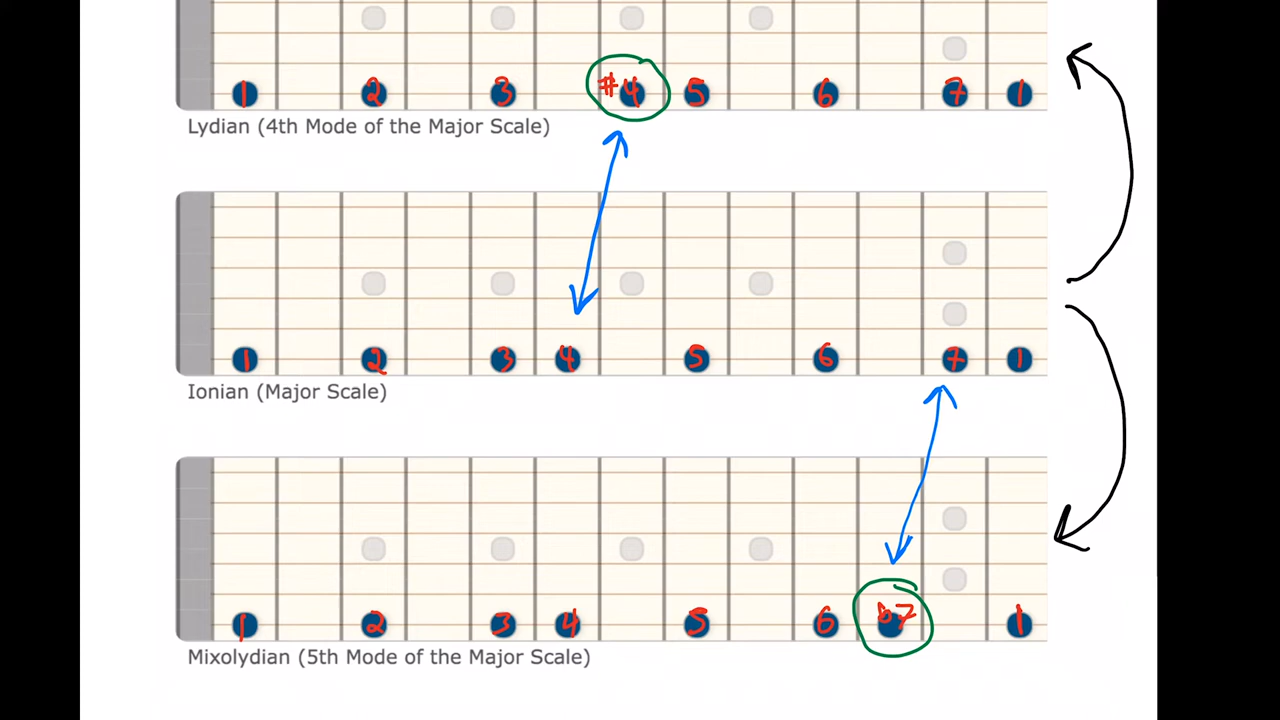 1 2 3 #4 5 6 7 1
Lydian (4th Mode of the Major Scale)
1 2 3 4 5 6 7 1
Ionian (Major Scale)
1 2 3 4 5 6 b7 1
Mixolydian (5th Mode of the Major Scale)